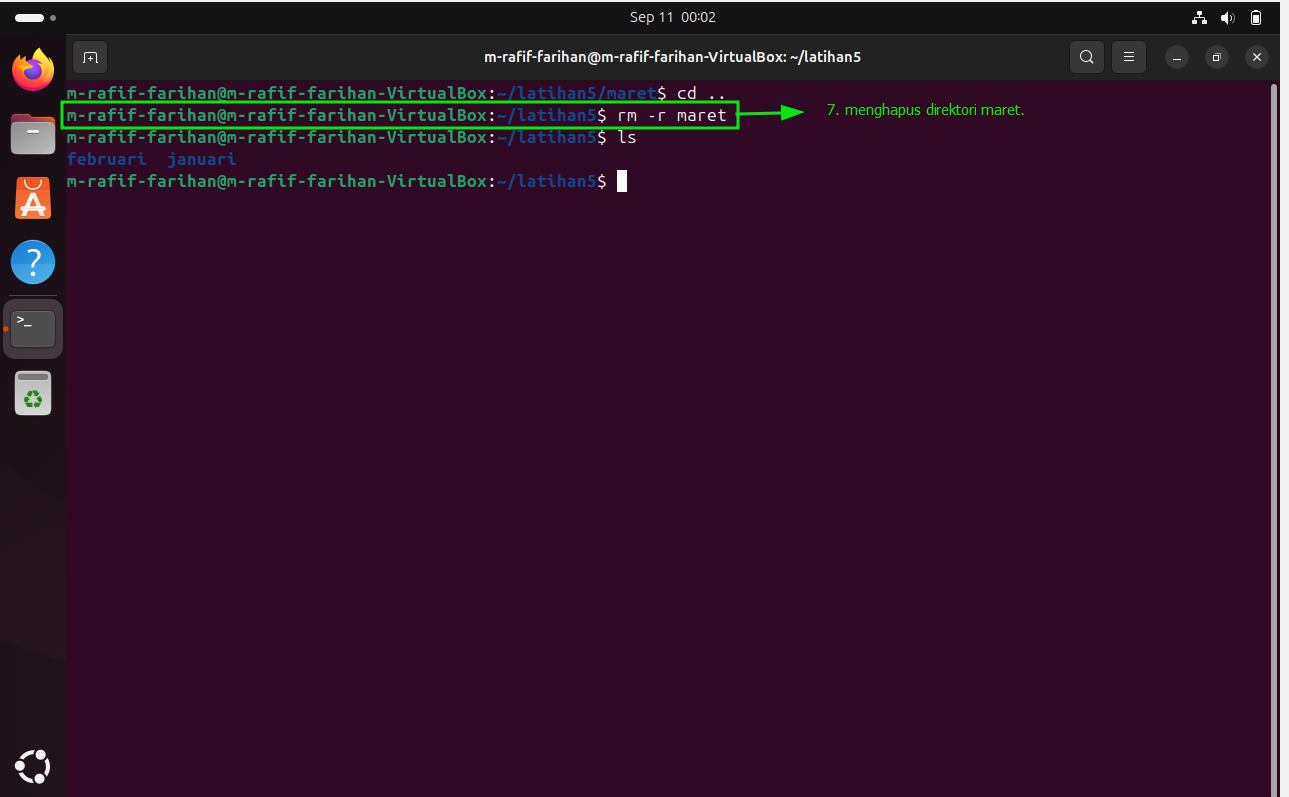 Sep 11 00:02
m-rafif-farihan@m-rafif-farihan-VirtualBox: ~/latihan5
m-rafif-farihan@m-rafif-farihan-VirtualBox:~/latihan5/maret$ cd ..
m-rafif-farihan@m-rafif-farihan-VirtualBox:~/latihan5$ rm -r maret
7. menghapus direktori maret.
m-rafif-farihan@m-rafif-farihan-VirtualBox:~/latihan5$ ls
februari januari
m-rafif-farihan@m-rafif-farihan-VirtualBox:~/latihan5$